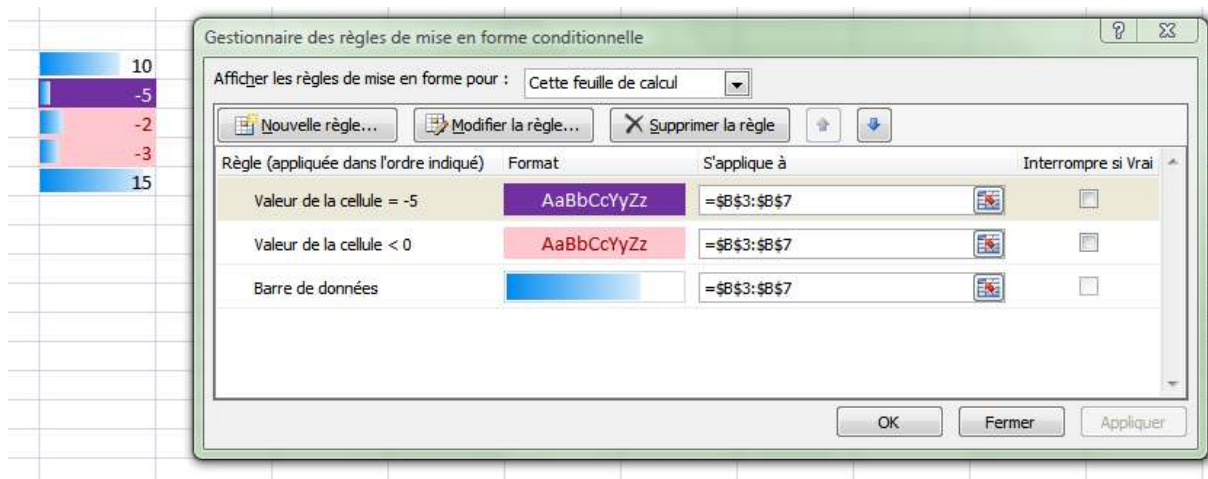 10
-5
-2
-3
15
Gestionnaire des règles de mise en forme conditionnelle
Afficher les règles de mise en forme pour : Cette feuille de calcul
Nouvelle règle... Modifier la règle... Supprimer la règle
Règle (appliquée dans l'ordre indiqué) Format S'applique à Interrompre si Vrai
Valeur de la cellule = -5 AaBbCcYyZz =$B$3:$B$7
Valeur de la cellule < 0 AaBbCcYyZz =$B$3:$B$7
Barre de données =$B$3:$B$7
OK Fermer Appliquer